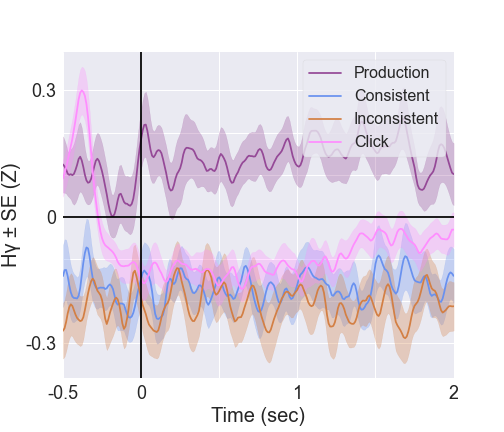 Production
Consistent
Inconsistent
Click
Hγ ± SE (Z)
0.3
0
-0.3
-0.5
0
1
2
Time (sec)